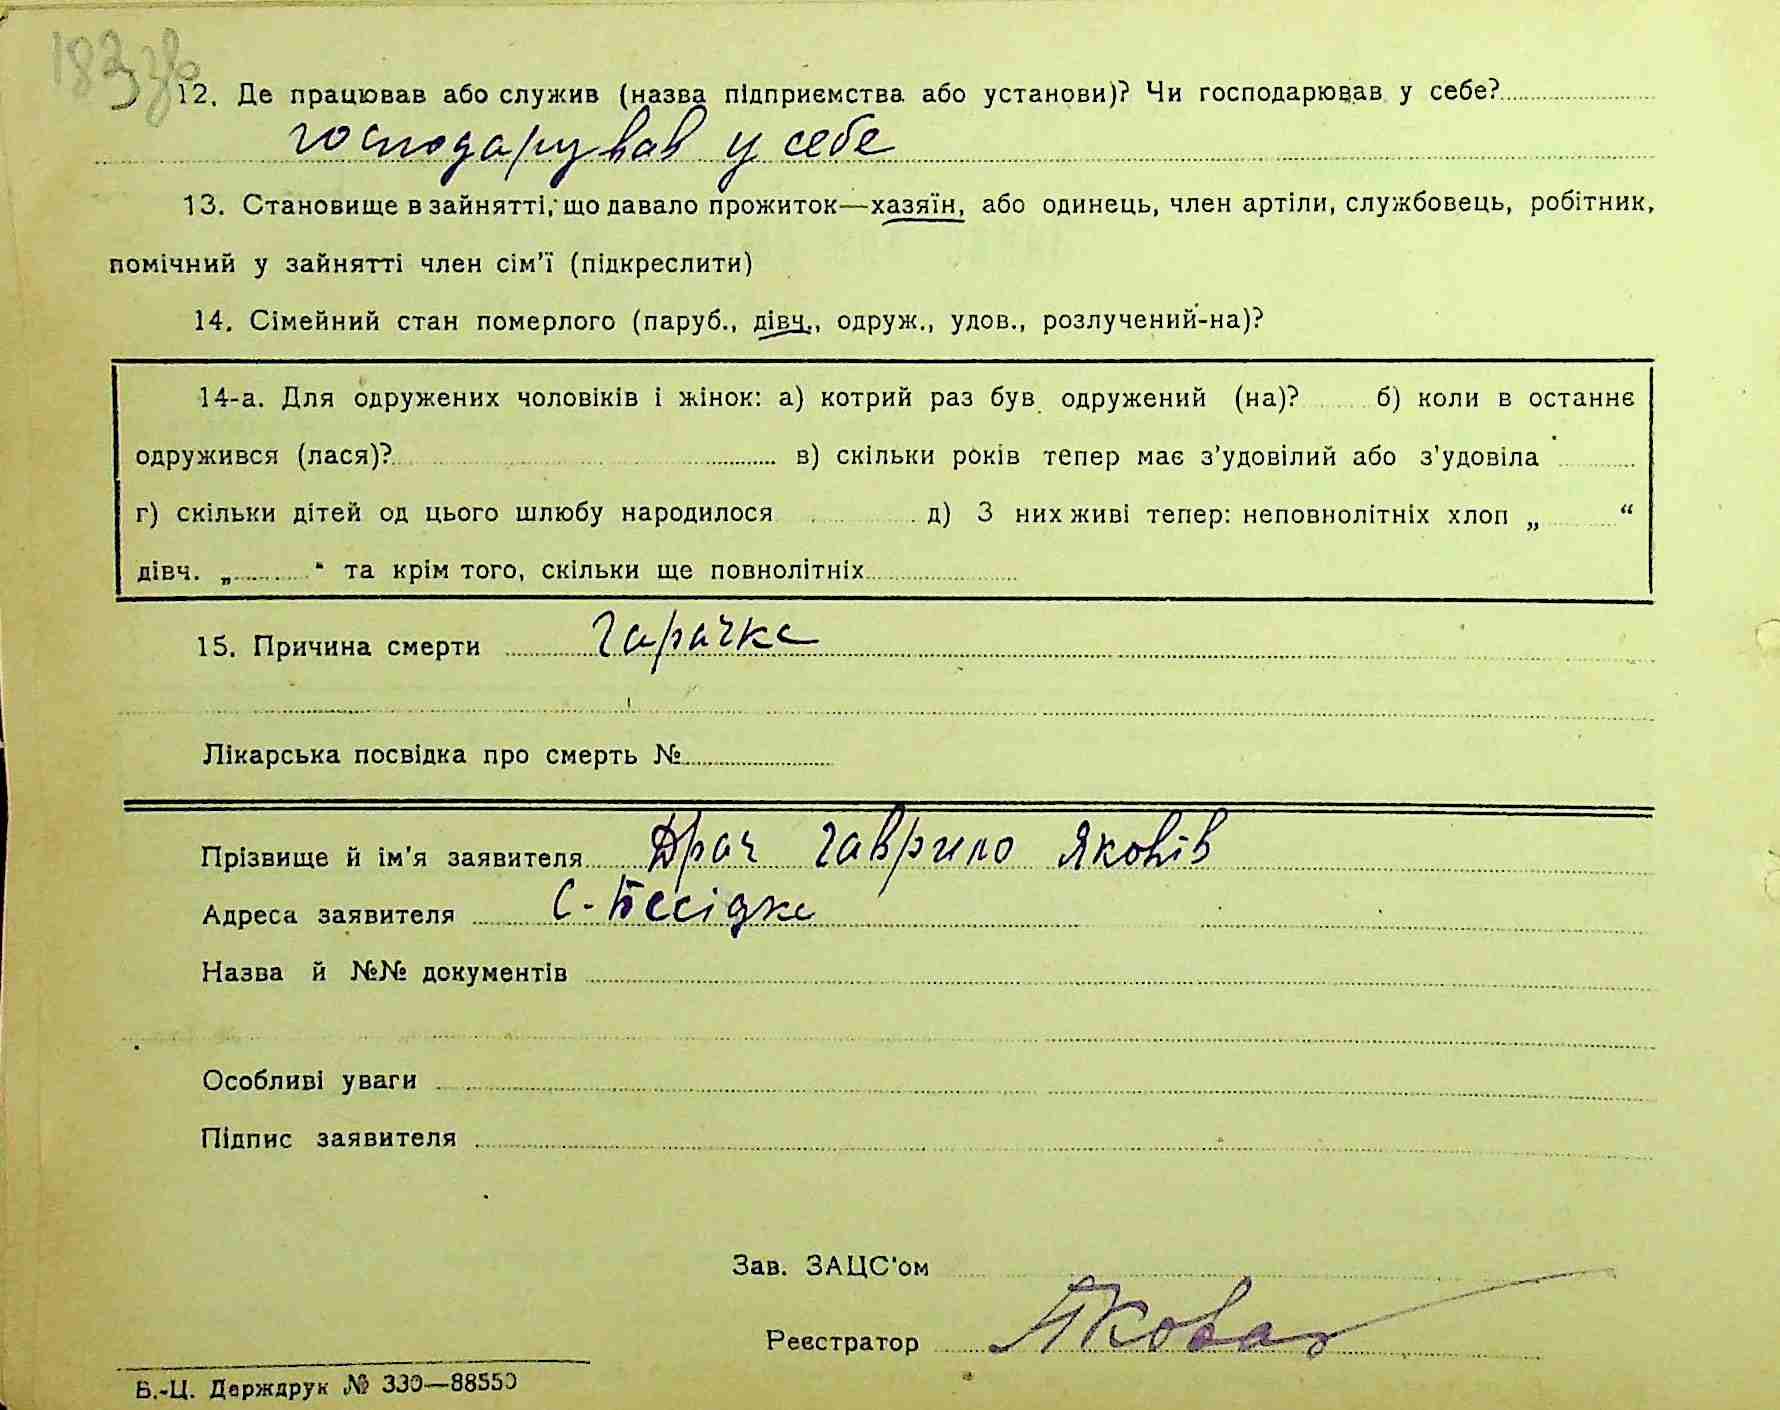 183 зв
12. Де працював або служив (назва підприємства або установи)? Чи господарював у себе?
господарував у себе
13. Становище в зайнятті, що давало прожиток—хазяїн, або одинець, член артіли, службовець, робітник,
помічний у зайнятті член сім’ї (підкреслити)
14. Сімейний стан померлого (паруб., дівч., одруж., удов., розлучений-на)?
14-а. Для одружених чоловіків і жінок: а) котрий раз був одружений (на)? б) коли в останнє
одружився (лася)? в) скільки років тепер має з’удовілий або з’удовіла
г) скільки дітей од цього шлюбу народилося д) З них живі тепер: неповнолітніх хлоп „ “
дівч. „ “ та крім того, скільки ще повнолітніх
15. Причина смерти Гарачка
Лікарська посвідка про смерть №
Прізвище й ім’я заявителя Драч Гаврило Яковів
Адреса заявителя С-Бесідка
Назва й №№ документів
Особливі уваги
Підпис заявителя
Зав. ЗАЦС’ом
Реєстратор
Б.-Ц. Держдрук № 330—88550